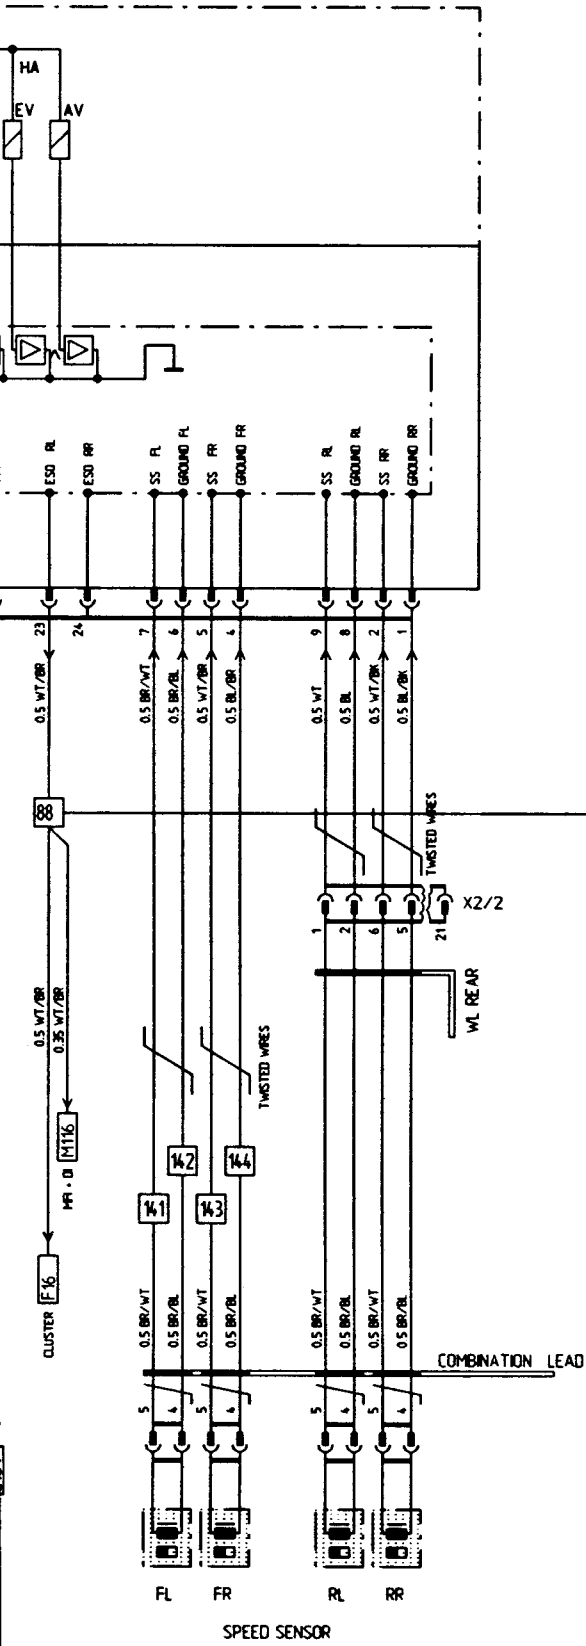 HA
EV AV
ESD RL
ESD RR
SS FL
GROUND FL
SS FR
GROUND FR
SS RL
GROUND RL
SS RR
GROUND RR
23 24 7 6 5 4 9 8 2 1
0.5 WT/BR
0.5 BR/WT
0.5 BR/BL
0.5 WT/BR
0.5 BL/BR
0.5 WT
0.5 BL
0.5 WT/BK
0.5 BL/BK
88
TWISTED WIRES
X2/2
1 2 6 5 21
WL REAR
0.5 WT/BR
0.35 WT/BR
TWISTED WIRES
M116
142 144
141 143
F16
CLUSTER
0.5 BR/WT
0.5 BR/BL
0.5 BR/WT
0.5 BR/BL
0.5 BR/WT
0.5 BR/BL
0.5 BR/WT
0.5 BR/BL
COMBINATION LEAD
5 4 5 4 5 4 5 4
FL FR RL RR
SPEED SENSOR